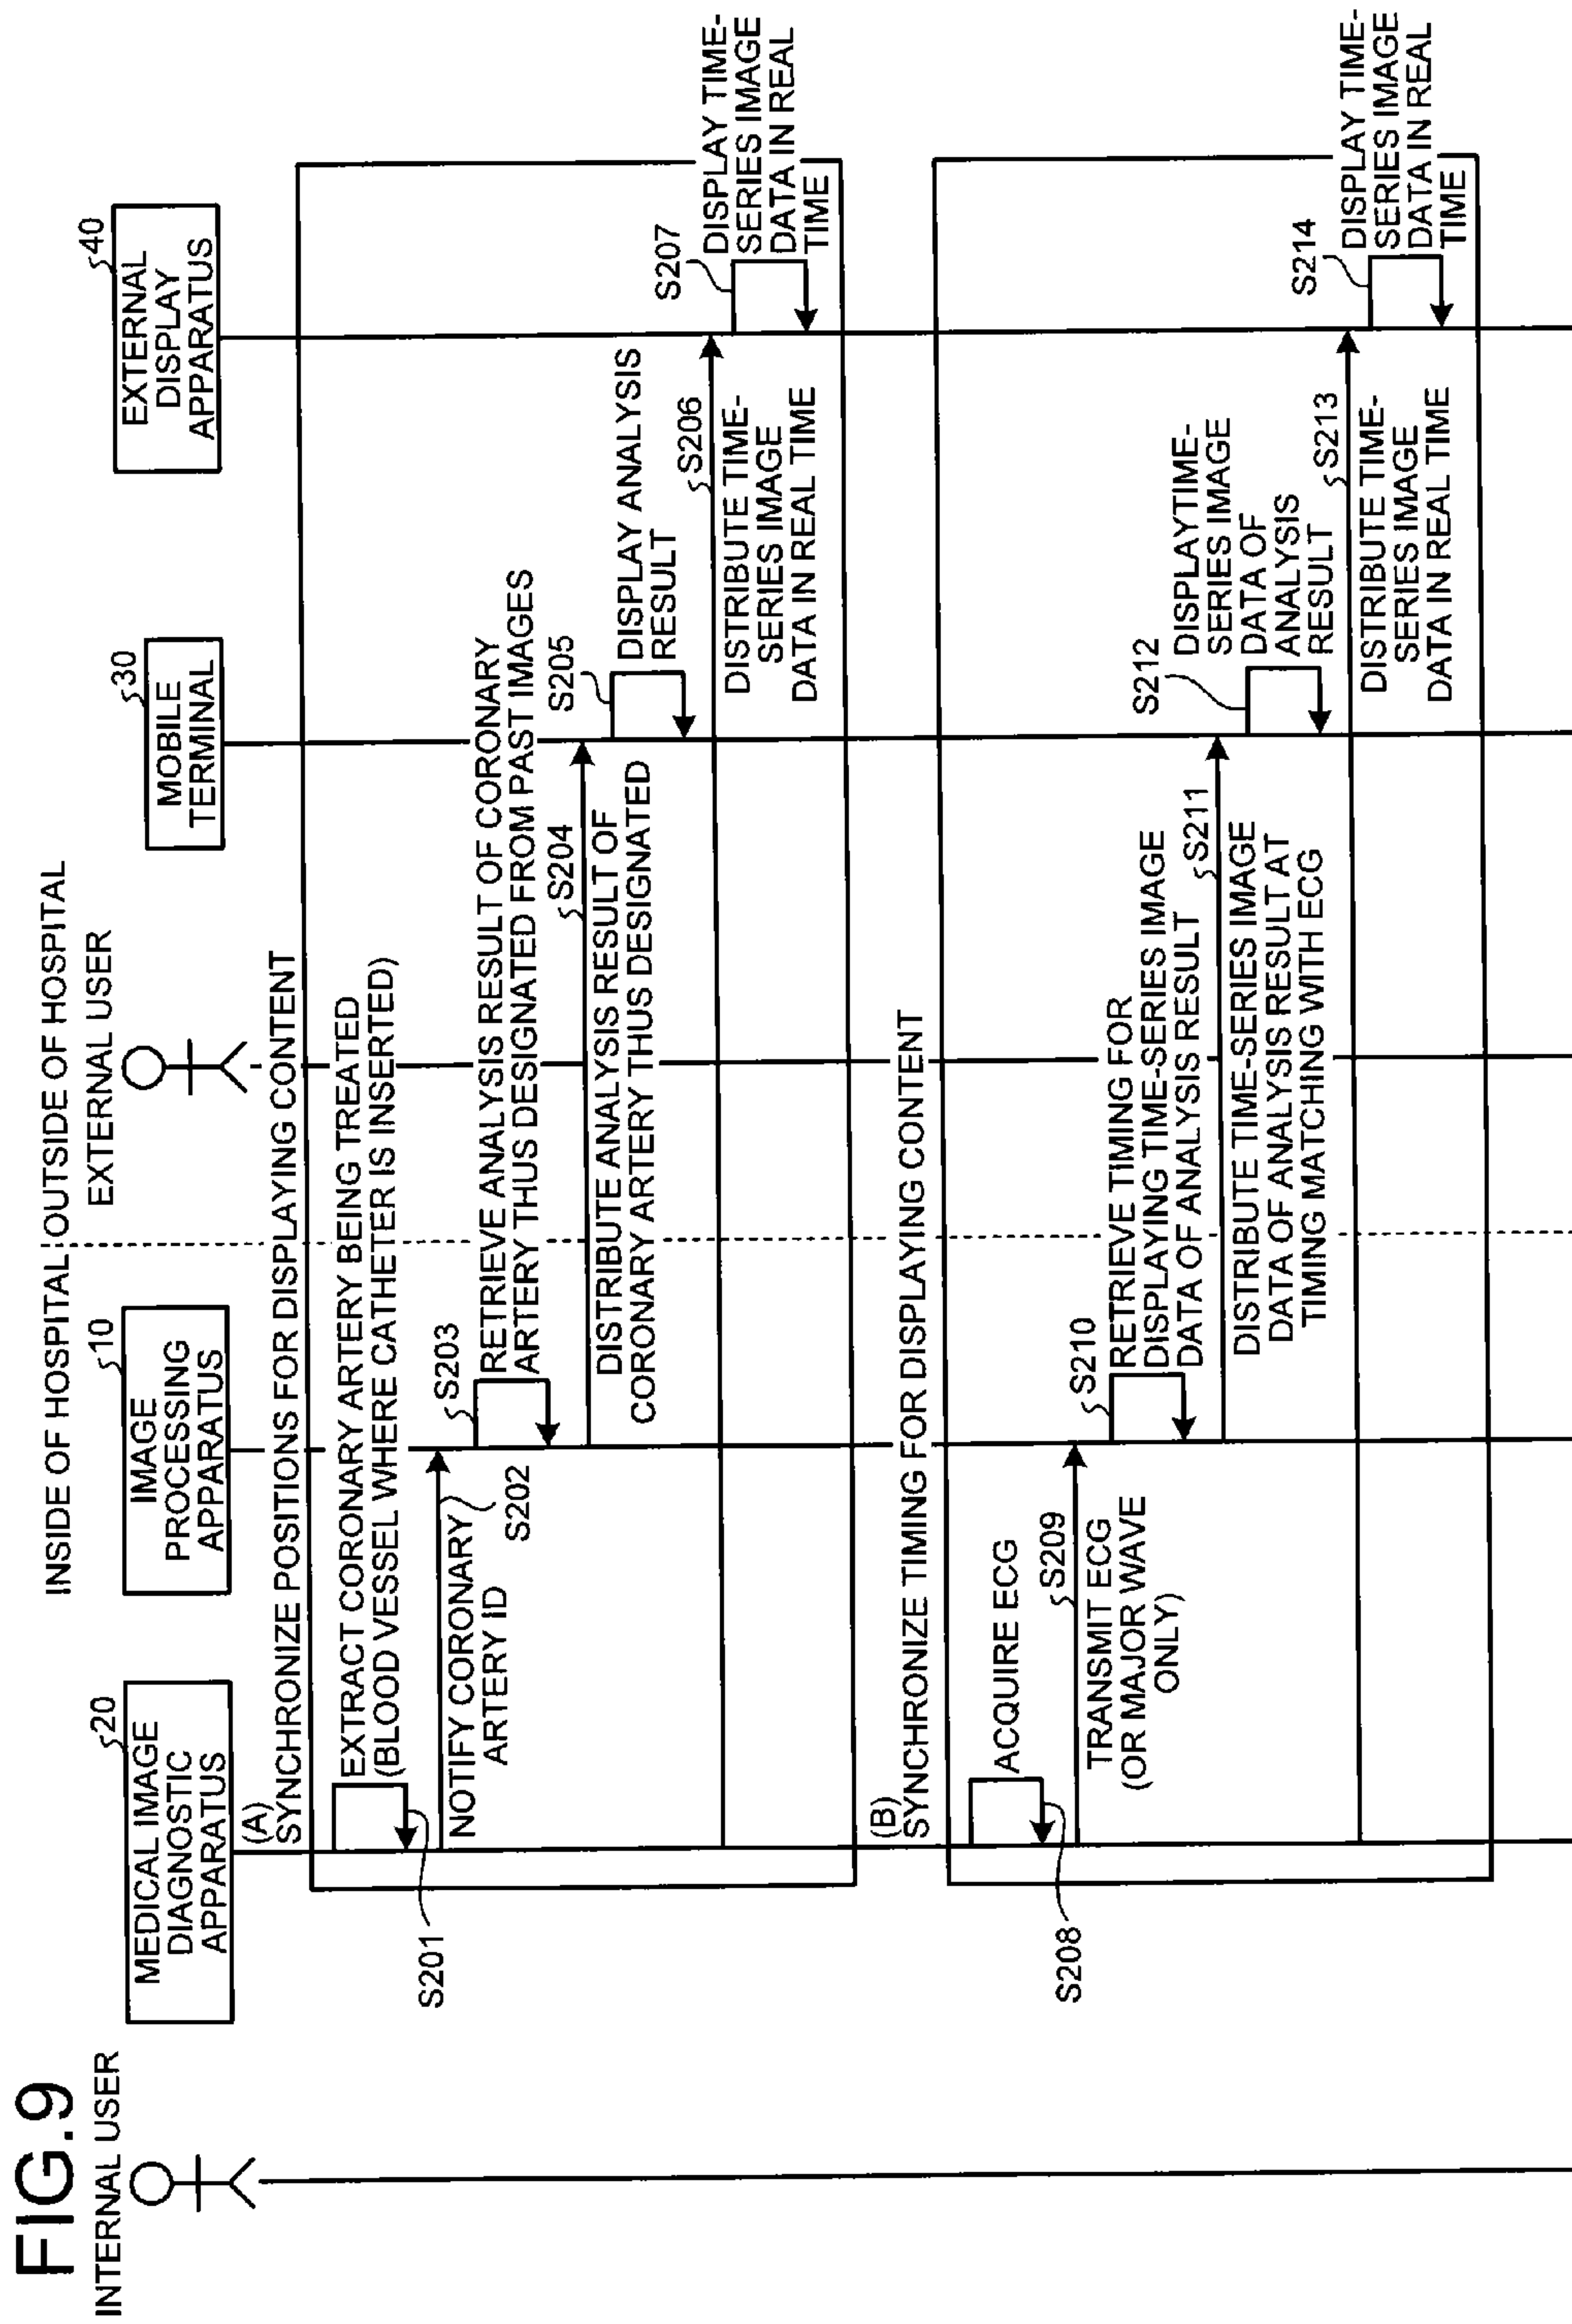 FIG.9
INSIDE OF HOSPITAL
OUTSIDE OF HOSPITAL
INTERNAL USER
20
MEDICAL IMAGE
DIAGNOSTIC
APPARATUS
10
IMAGE
PROCESSING
APPARATUS
EXTERNAL USER
30
MOBILE
TERMINAL
40
EXTERNAL
DISPLAY
APPARATUS
(A)
SYNCHRONIZE POSITIONS FOR DISPLAYING CONTENT
EXTRACT CORONARY ARTERY BEING TREATED
(BLOOD VESSEL WHERE CATHETER IS INSERTED)
S201
NOTIFY CORONARY
ARTERY ID
S202
S203
RETRIEVE ANALYSIS RESULT OF CORONARY
ARTERY THUS DESIGNATED FROM PAST IMAGES
S204
DISTRIBUTE ANALYSIS RESULT OF
CORONARY ARTERY THUS DESIGNATED
S205
DISPLAY ANALYSIS
RESULT
S206
DISTRIBUTE TIME-
SERIES IMAGE
DATA IN REAL TIME
S207
DISPLAY TIME-
SERIES IMAGE
DATA IN REAL
TIME
(B)
SYNCHRONIZE TIMING FOR DISPLAYING CONTENT
ACQUIRE ECG
S208
S209
TRANSMIT ECG
(OR MAJOR WAVE
ONLY)
S210
RETRIEVE TIMING FOR
DISPLAYING TIME-SERIES IMAGE
DATA OF ANALYSIS RESULT
S211
DISTRIBUTE TIME-SERIES IMAGE
DATA OF ANALYSIS RESULT AT
TIMING MATCHING WITH ECG
S212
DISPLAYTIME-
SERIES IMAGE
DATA OF
ANALYSIS
RESULT
S213
DISTRIBUTE TIME-
SERIES IMAGE
DATA IN REAL TIME
S214
DISPLAY TIME-
SERIES IMAGE
DATA IN REAL
TIME